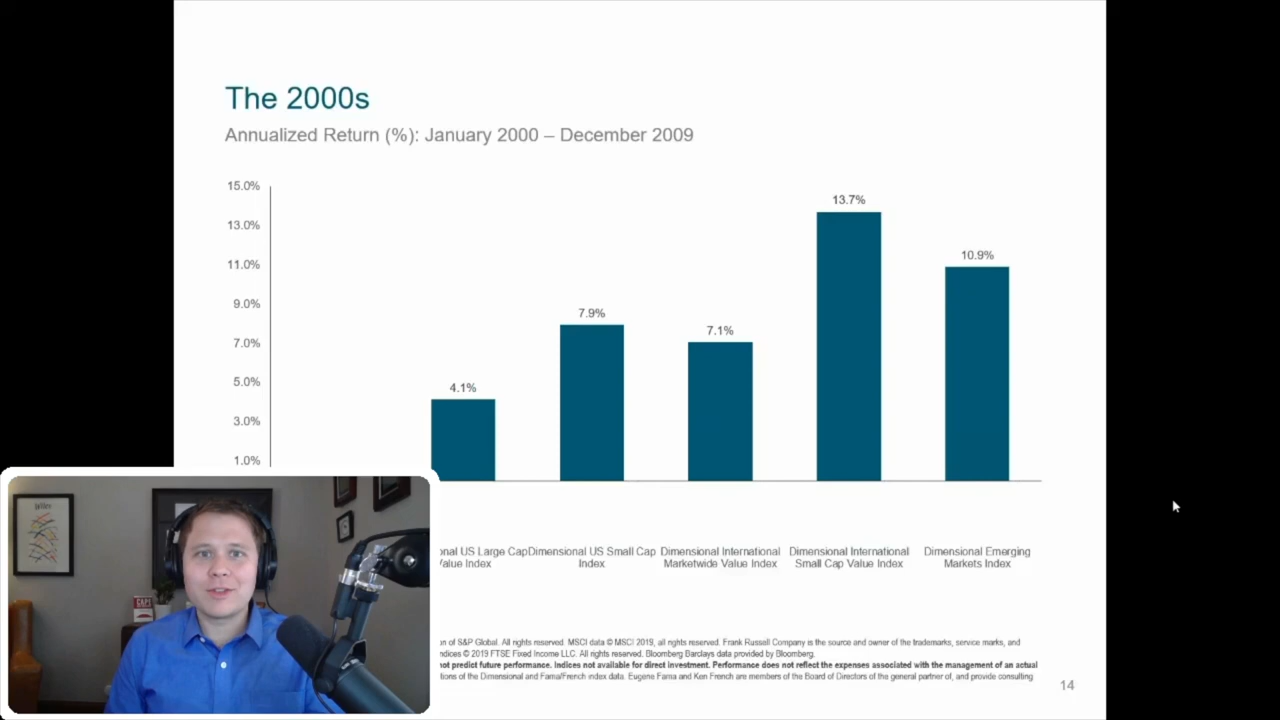 The 2000s
Annualized Return (%): January 2000 – December 2009
15.0%
13.0%
11.0%
9.0%
7.0%
5.0%
3.0%
1.0%
4.1%
7.9%
7.1%
13.7%
10.9%
onal US Large Cap
Value Index
Dimensional US Small Cap
Index
Dimensional International
Marketwide Value Index
Dimensional International
Small Cap Value Index
Dimensional Emerging
Markets Index
n of S&P Global. All rights reserved. MSCI data © MSCI 2019, all rights reserved. Frank Russell Company is the source and owner of the trademarks, service marks, and
ndices © 2019 FTSE Fixed Income LLC. All rights reserved. Bloomberg Barclays data provided by Bloomberg.
not predict future performance. Indices not available for direct investment. Performance does not reflect the expenses associated with the management of an actual
tions of the Dimensional and Fama/French index data. Eugene Fama and Ken French are members of the Board of Directors of the general partner of, and provide consulting
14